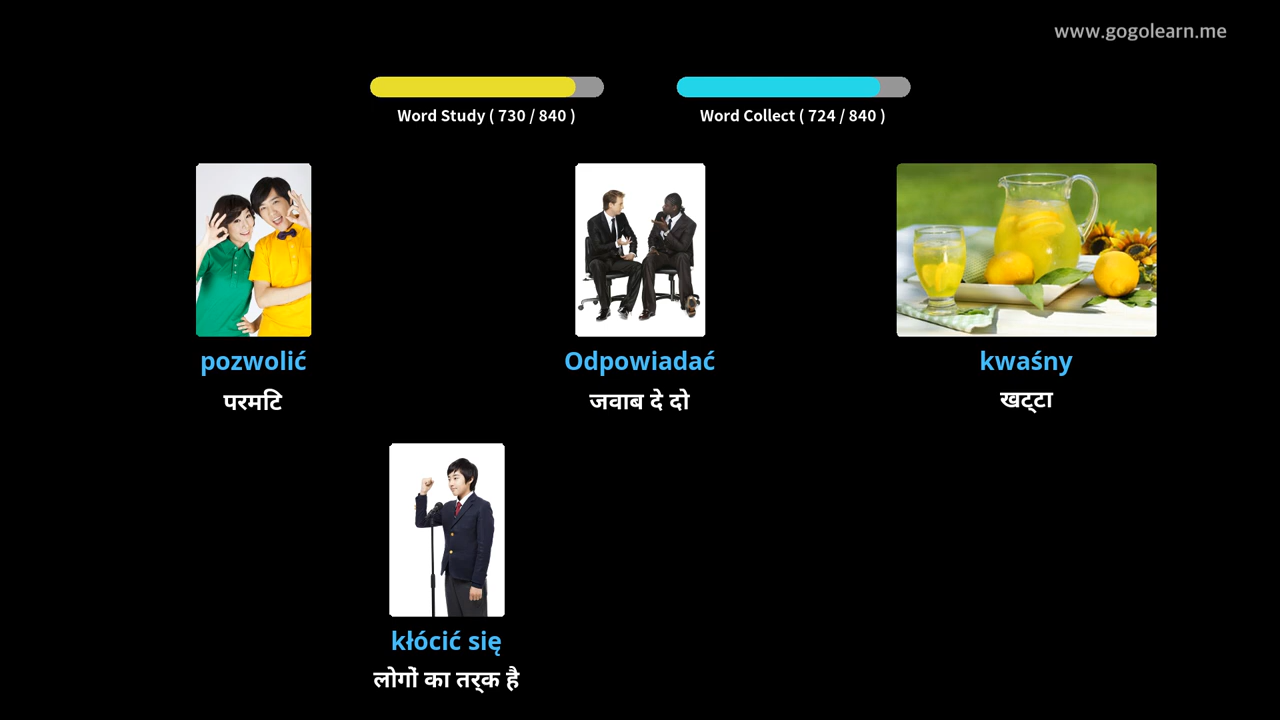 www.gogolearn.me
Word Study ( 730 / 840 )
Word Collect ( 724 / 840 )
pozwolić
परमटि
Odpowiadać
जवाब दे दो
kwaśny
खट्टा
kłócić się
लोगों का तर्क है